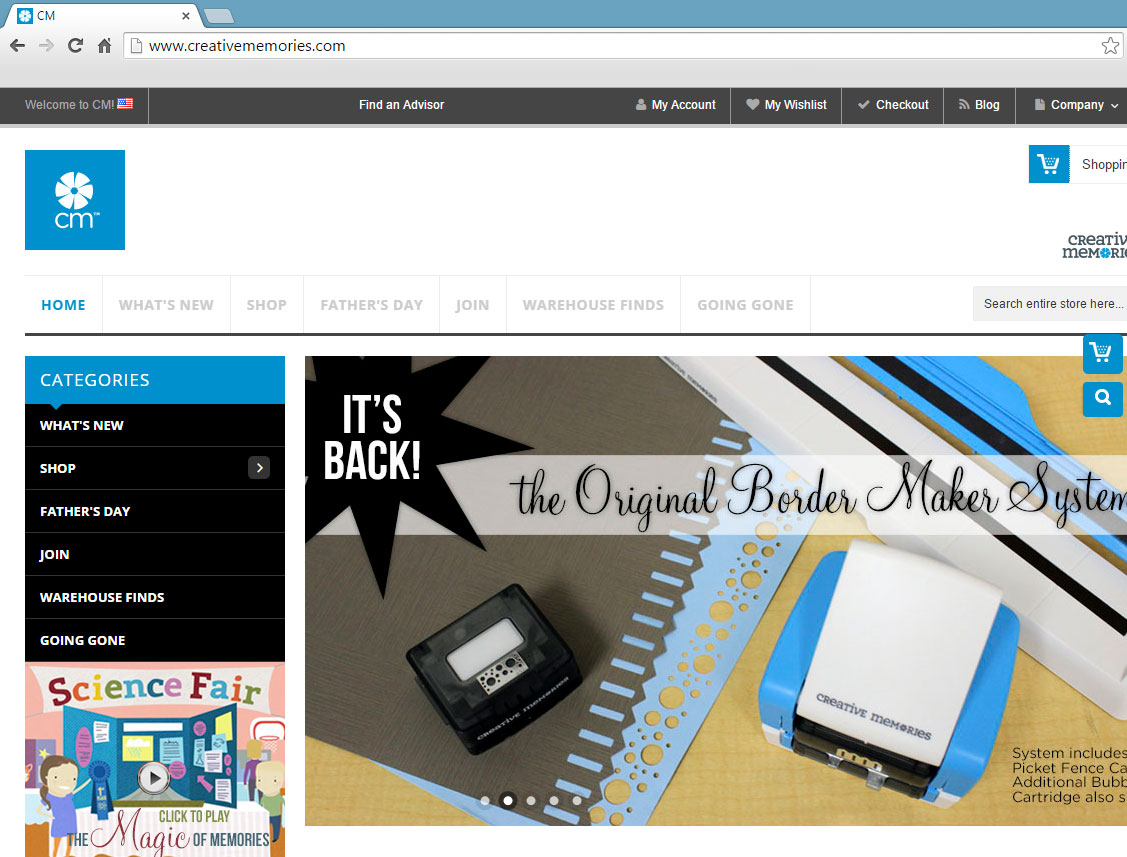 CM
www.creativememories.com
Welcome to CM!
Find an Advisor
My Account
My Wishlist
Checkout
Blog
Company
cm™
Shoppin
CREATIV
MEMORIE
HOME
WHAT'S NEW
SHOP
FATHER'S DAY
JOIN
WAREHOUSE FINDS
GOING GONE
Search entire store here...
CATEGORIES
WHAT'S NEW
SHOP
FATHER'S DAY
JOIN
WAREHOUSE FINDS
GOING GONE
IT'S
BACK!
the Original Border Maker System
CREATIVE MEMORIES
CREATIVE MEMORIES
System includes
Picket Fence Ca
Additional Bubb
Cartridge also s
Science Fair
cm
CLICK TO PLAY
THE Magic OF MEMORIES